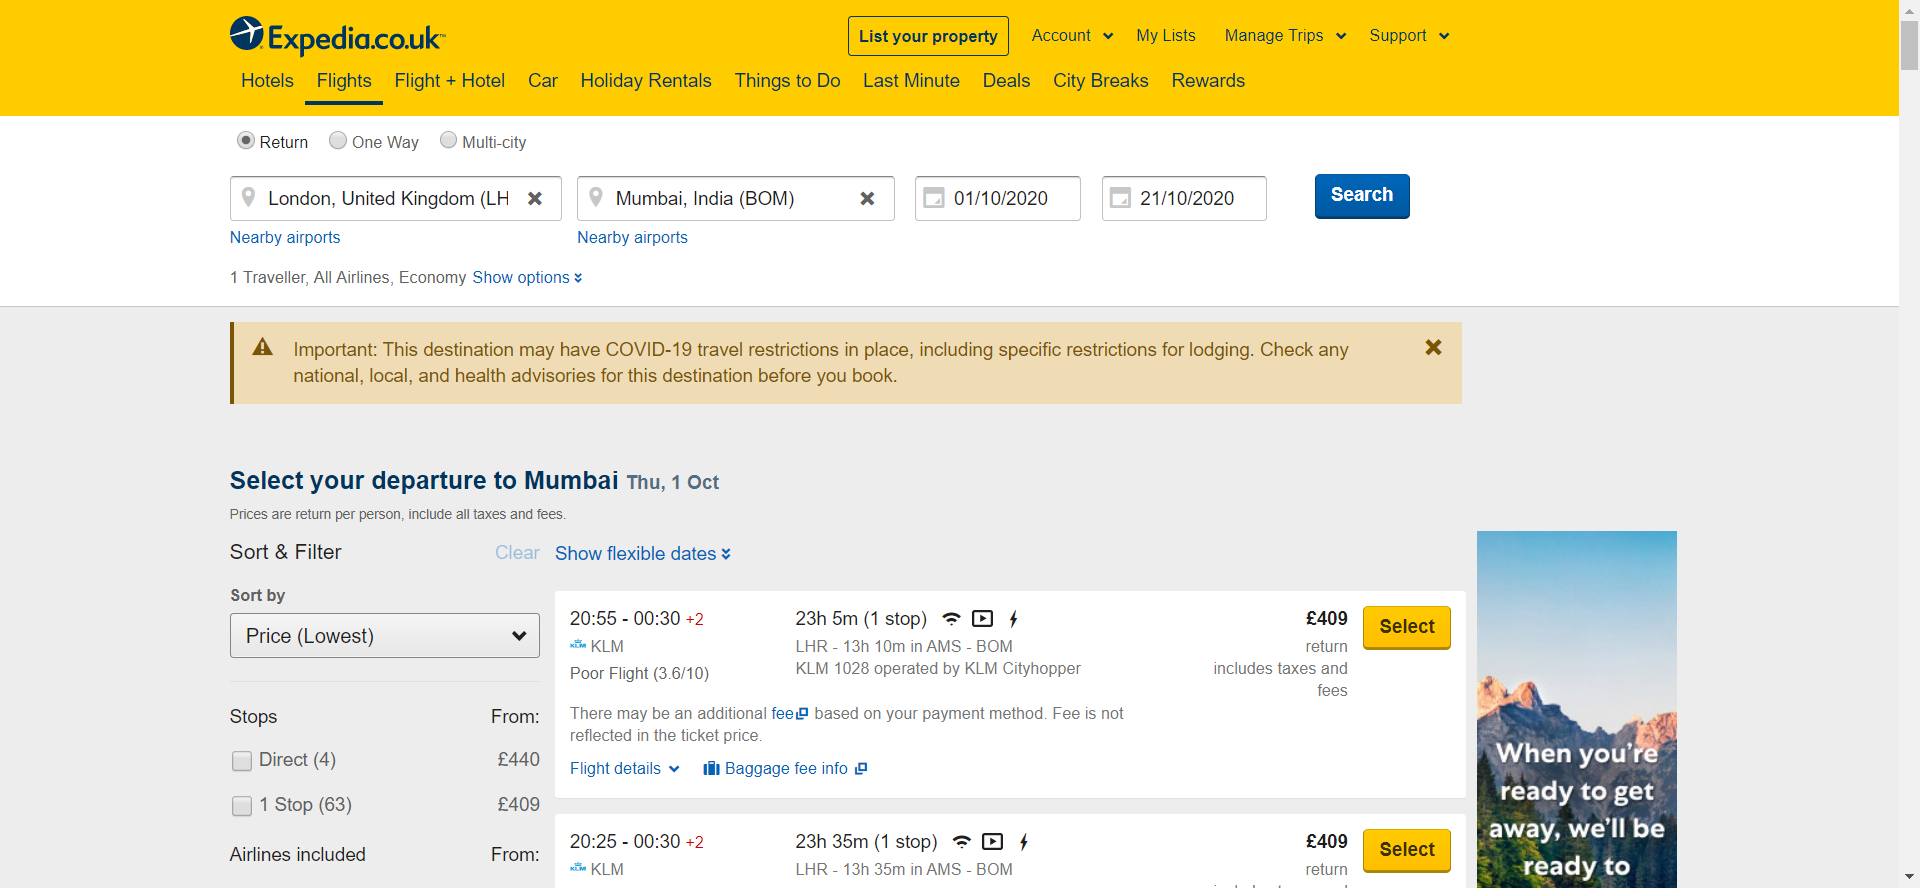 Expedia.co.uk™
List your property
Account
My Lists
Manage Trips
Support
Hotels
Flights
Flight + Hotel
Car
Holiday Rentals
Things to Do
Last Minute
Deals
City Breaks
Rewards
Return
One Way
Multi-city
London, United Kingdom (LH
Mumbai, India (BOM)
01/10/2020
21/10/2020
Search
Nearby airports
Nearby airports
1 Traveller, All Airlines, Economy Show options
Important: This destination may have COVID-19 travel restrictions in place, including specific restrictions for lodging. Check any
national, local, and health advisories for this destination before you book.
Select your departure to Mumbai Thu, 1 Oct
Prices are return per person, include all taxes and fees.
Sort & Filter
Clear
Sort by
Price (Lowest)
Stops From:
Direct (4) £440
1 Stop (63) £409
Airlines included From:
Show flexible dates
20:55 - 00:30 +2
KLM KLM
Poor Flight (3.6/10)
23h 5m (1 stop)
LHR - 13h 10m in AMS - BOM
KLM 1028 operated by KLM Cityhopper
£409
return
includes taxes and
fees
Select
There may be an additional fee based on your payment method. Fee is not
reflected in the ticket price.
Flight details
Baggage fee info
20:25 - 00:30 +2
KLM KLM
23h 35m (1 stop)
LHR - 13h 35m in AMS - BOM
£409
return
Select
When you're
ready to get
away, we'll be
ready to